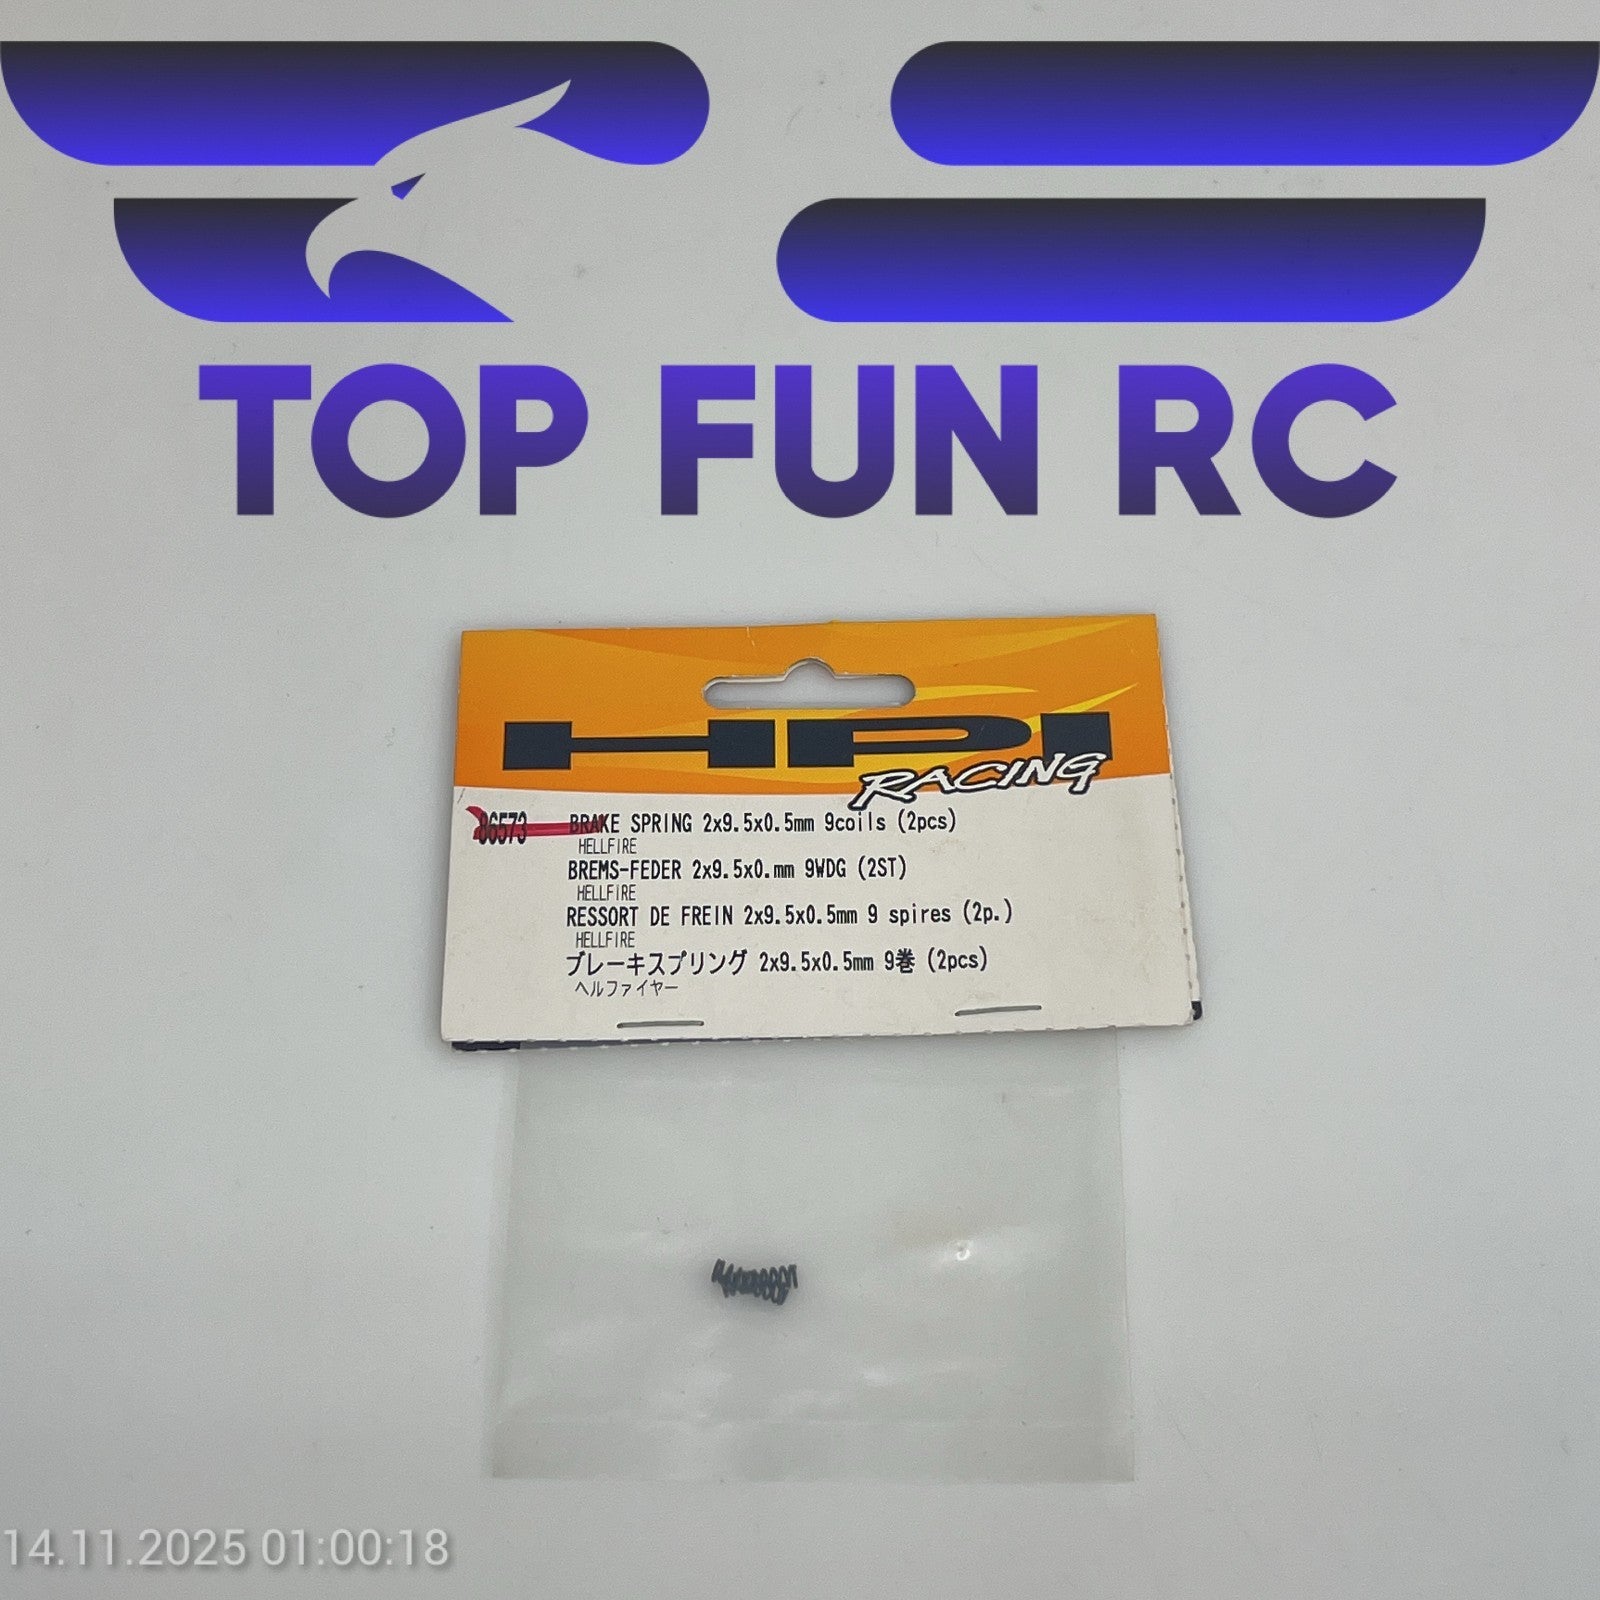 TOP FUN RC
HPI
RACING
86573 BRAKE SPRING 2x9.5x0.5mm 9coils (2pcs)
HELLFIRE
BREMS-FEDER 2x9.5x0.mm 9WDG (2ST)
HELLFIRE
RESSORT DE FREIN 2x9.5x0.5mm 9 spires (2p.)
HELLFIRE
ブレーキスプリング 2x9.5x0.5mm 9巻 (2pcs)
ヘルファイヤー
14.11.2025 01:00:18